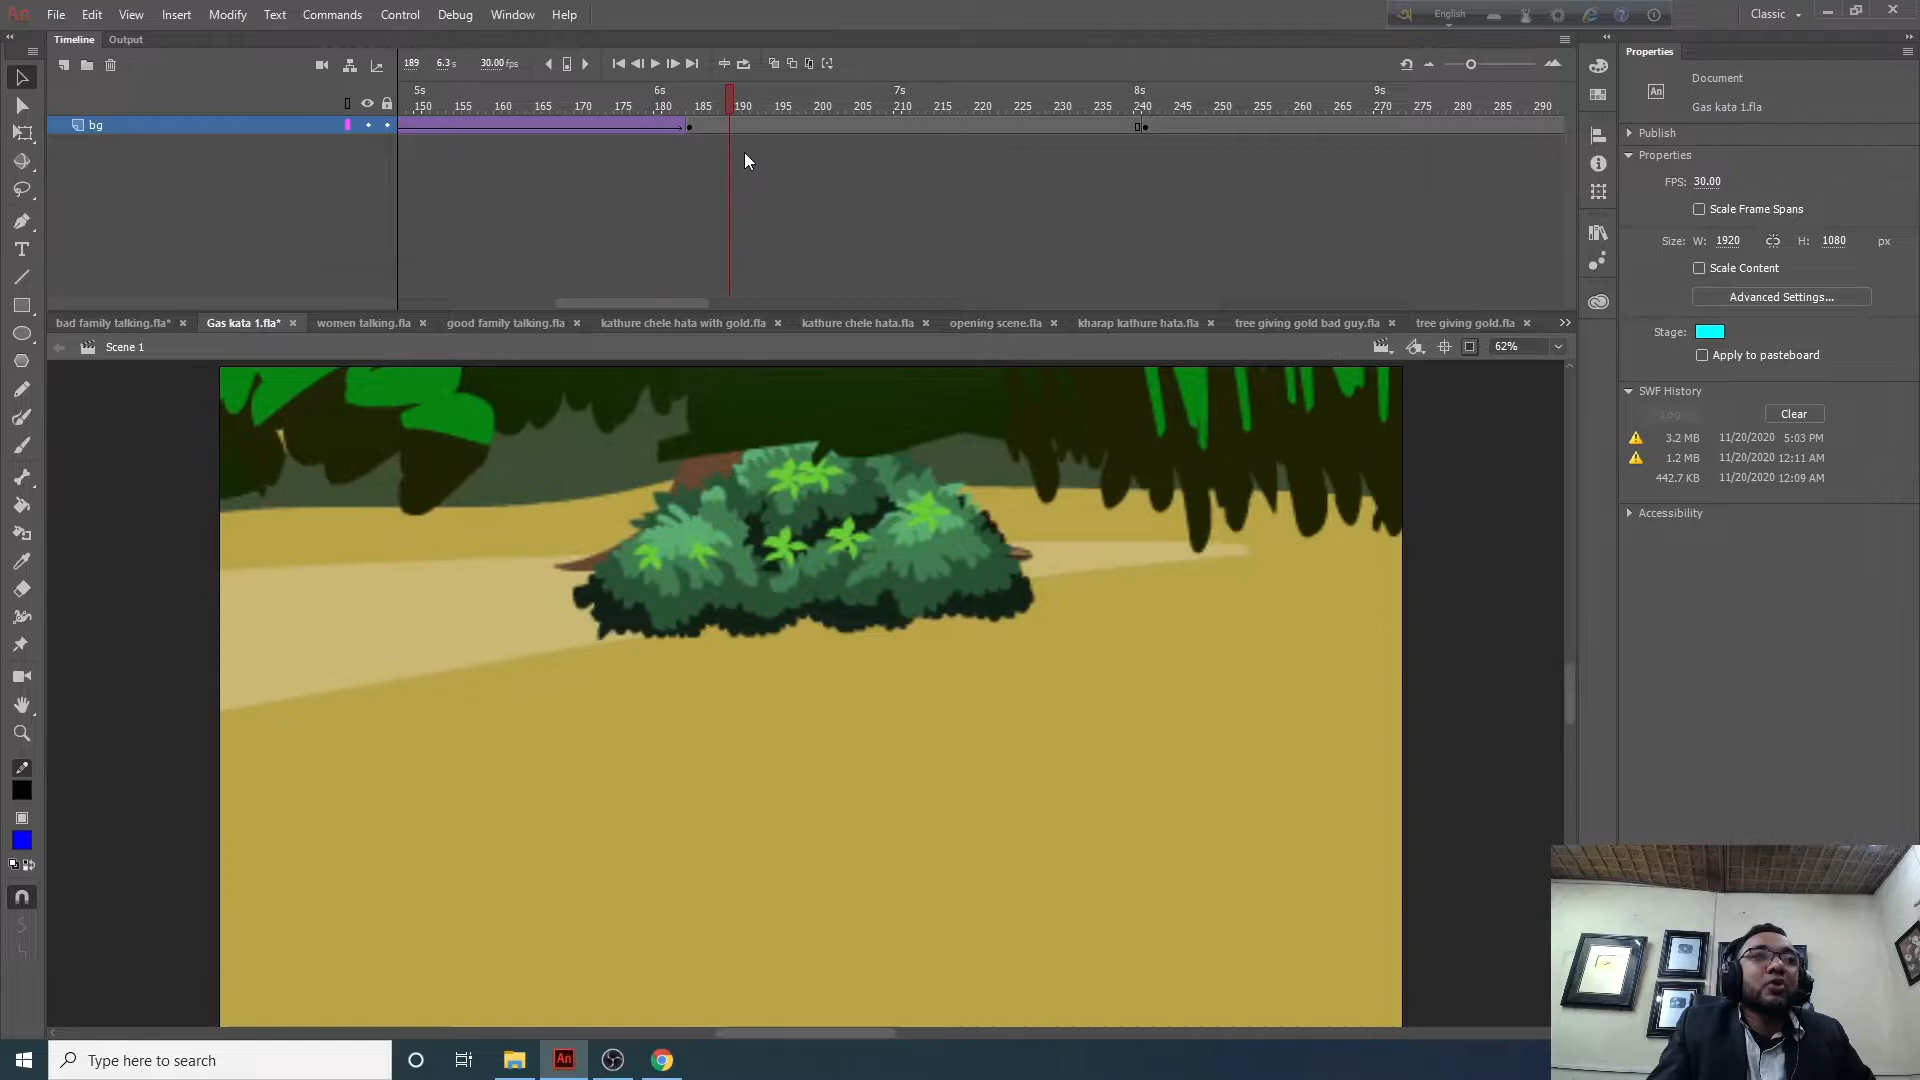 An File Edit View Insert Modify Text Commands Control Debug Window Help English Classic
Timeline Output
189 6.3 s 30.00 fps
5s 6s 7s 8s 9s
150 155 160 165 170 175 180 185 190 195 200 205 210 215 220 225 230 235 240 245 250 255 260 265 270 275 280 285 290
bg
bad family talking.fla* Gas kata 1.fla* women talking.fla good family talking.fla kathure chele hata with gold.fla kathure chele hata.fla opening scene.fla kharap kathure hata.fla tree giving gold bad guy.fla tree giving gold.fla
Scene 1 62%
Properties
An
Document
Gas kata 1.fla
Publish
Properties
FPS: 30.00
Scale Frame Spans
Size: W: 1920 H: 1080 px
Scale Content
Advanced Settings...
Stage:
Apply to pasteboard
SWF History
Log Clear
3.2 MB 11/20/2020 5:03 PM
1.2 MB 11/20/2020 12:11 AM
442.7 KB 11/20/2020 12:09 AM
Accessibility
Type here to search
An